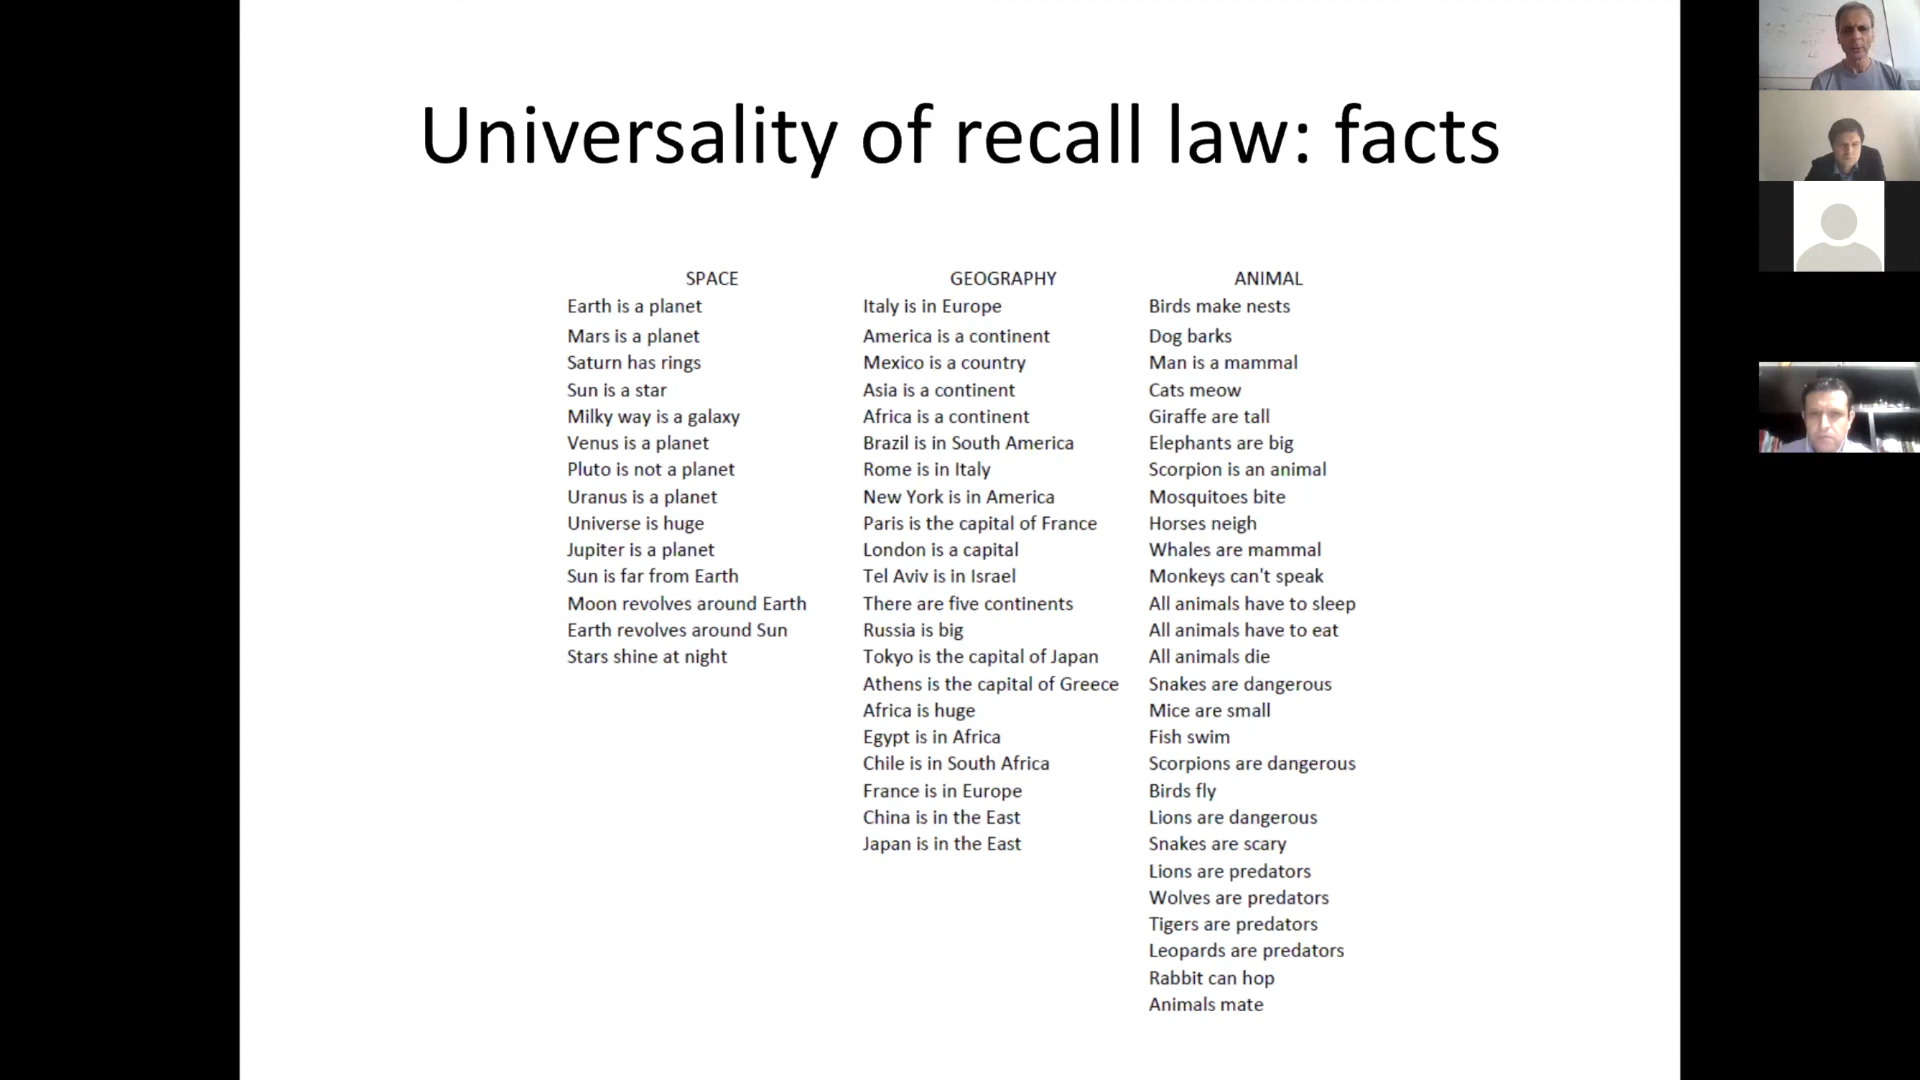 Universality of recall law: facts
SPACE
Earth is a planet
Mars is a planet
Saturn has rings
Sun is a star
Milky way is a galaxy
Venus is a planet
Pluto is not a planet
Uranus is a planet
Universe is huge
Jupiter is a planet
Sun is far from Earth
Moon revolves around Earth
Earth revolves around Sun
Stars shine at night
GEOGRAPHY
Italy is in Europe
America is a continent
Mexico is a country
Asia is a continent
Africa is a continent
Brazil is in South America
Rome is in Italy
New York is in America
Paris is the capital of France
London is a capital
Tel Aviv is in Israel
There are five continents
Russia is big
Tokyo is the capital of Japan
Athens is the capital of Greece
Africa is huge
Egypt is in Africa
Chile is in South Africa
France is in Europe
China is in the East
Japan is in the East
ANIMAL
Birds make nests
Dog barks
Man is a mammal
Cats meow
Giraffe are tall
Elephants are big
Scorpion is an animal
Mosquitoes bite
Horses neigh
Whales are mammal
Monkeys can't speak
All animals have to sleep
All animals have to eat
All animals die
Snakes are dangerous
Mice are small
Fish swim
Scorpions are dangerous
Birds fly
Lions are dangerous
Snakes are scary
Lions are predators
Wolves are predators
Tigers are predators
Leopards are predators
Rabbit can hop
Animals mate